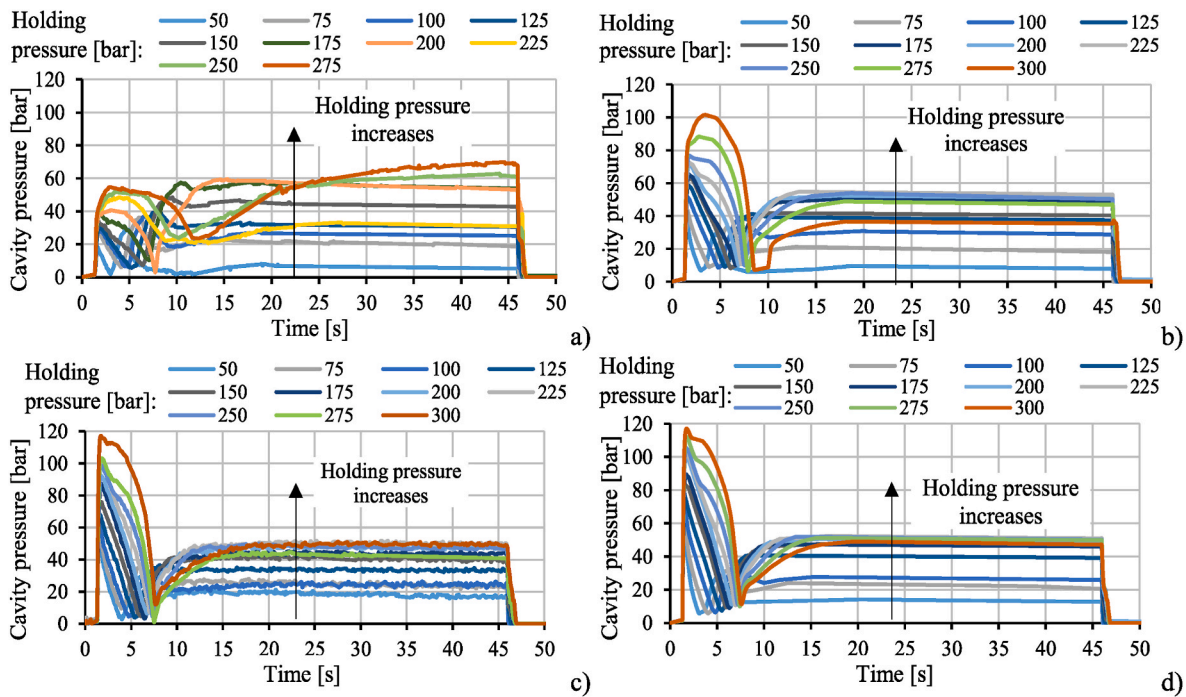 Holding pressure [bar]:
50 75 100 125
150 175 200 225
250 275
Cavity pressure [bar]
120
100
80
60
40
20
0
Holding pressure
increases
0 5 10 15 20 25 30 35 40 45 50
Time [s]
a)
Holding pressure [bar]:
50 75 100 125
150 175 200 225
250 275 300
Cavity pressure [bar]
120
100
80
60
40
20
0
Holding pressure
increases
0 5 10 15 20 25 30 35 40 45 50
Time [s]
b)
Holding pressure [bar]:
50 75 100 125
150 175 200 225
250 275 300
Cavity pressure [bar]
120
100
80
60
40
20
0
Holding pressure
increases
0 5 10 15 20 25 30 35 40 45 50
Time [s]
c)
Holding pressure [bar]:
50 75 100 125
150 175 200 225
250 275 300
Cavity pressure [bar]
120
100
80
60
40
20
0
Holding pressure
increases
0 5 10 15 20 25 30 35 40 45 50
Time [s]
d)